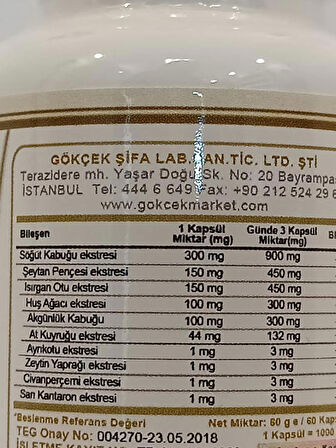 GÖKÇEK ŞİFA LAB.SAN.TİC. LTD. ŞTİ
Terazidere mh. Yaşar Doğu Sk. No: 20 Bayrampaş
İSTANBUL Tel: 444 6 649 Fax: +90 212 524 29 6
www.gokcekmarket.com
Bileşen 1 Kapsül Miktar (mg) Günde 3 Kapsül Miktar(mg)
Söğüt Kabuğu ekstresi 300 mg 900 mg
Şeytan Pençesi ekstresi 150 mg 450 mg
Isırgan Otu ekstresi 150 mg 450 mg
Huş Ağacı ekstresi 100 mg 300 mg
Akgünlük Kabuğu 100 mg 300 mg
At Kuyruğu ekstresi 44 mg 132 mg
Ayrıkotu ekstresi 1 mg 3 mg
Zeytin Yaprağı ekstresi 1 mg 3 mg
Civanperçemi ekstresi 1 mg 3 mg
Sarı Kantaron ekstresi 1 mg 3 mg
*Beslenme Referans Değeri Net Miktar: 60 g / 60 Kap
TEG Onay No: 004270-23.05.2018 1 Kapsül = 1000